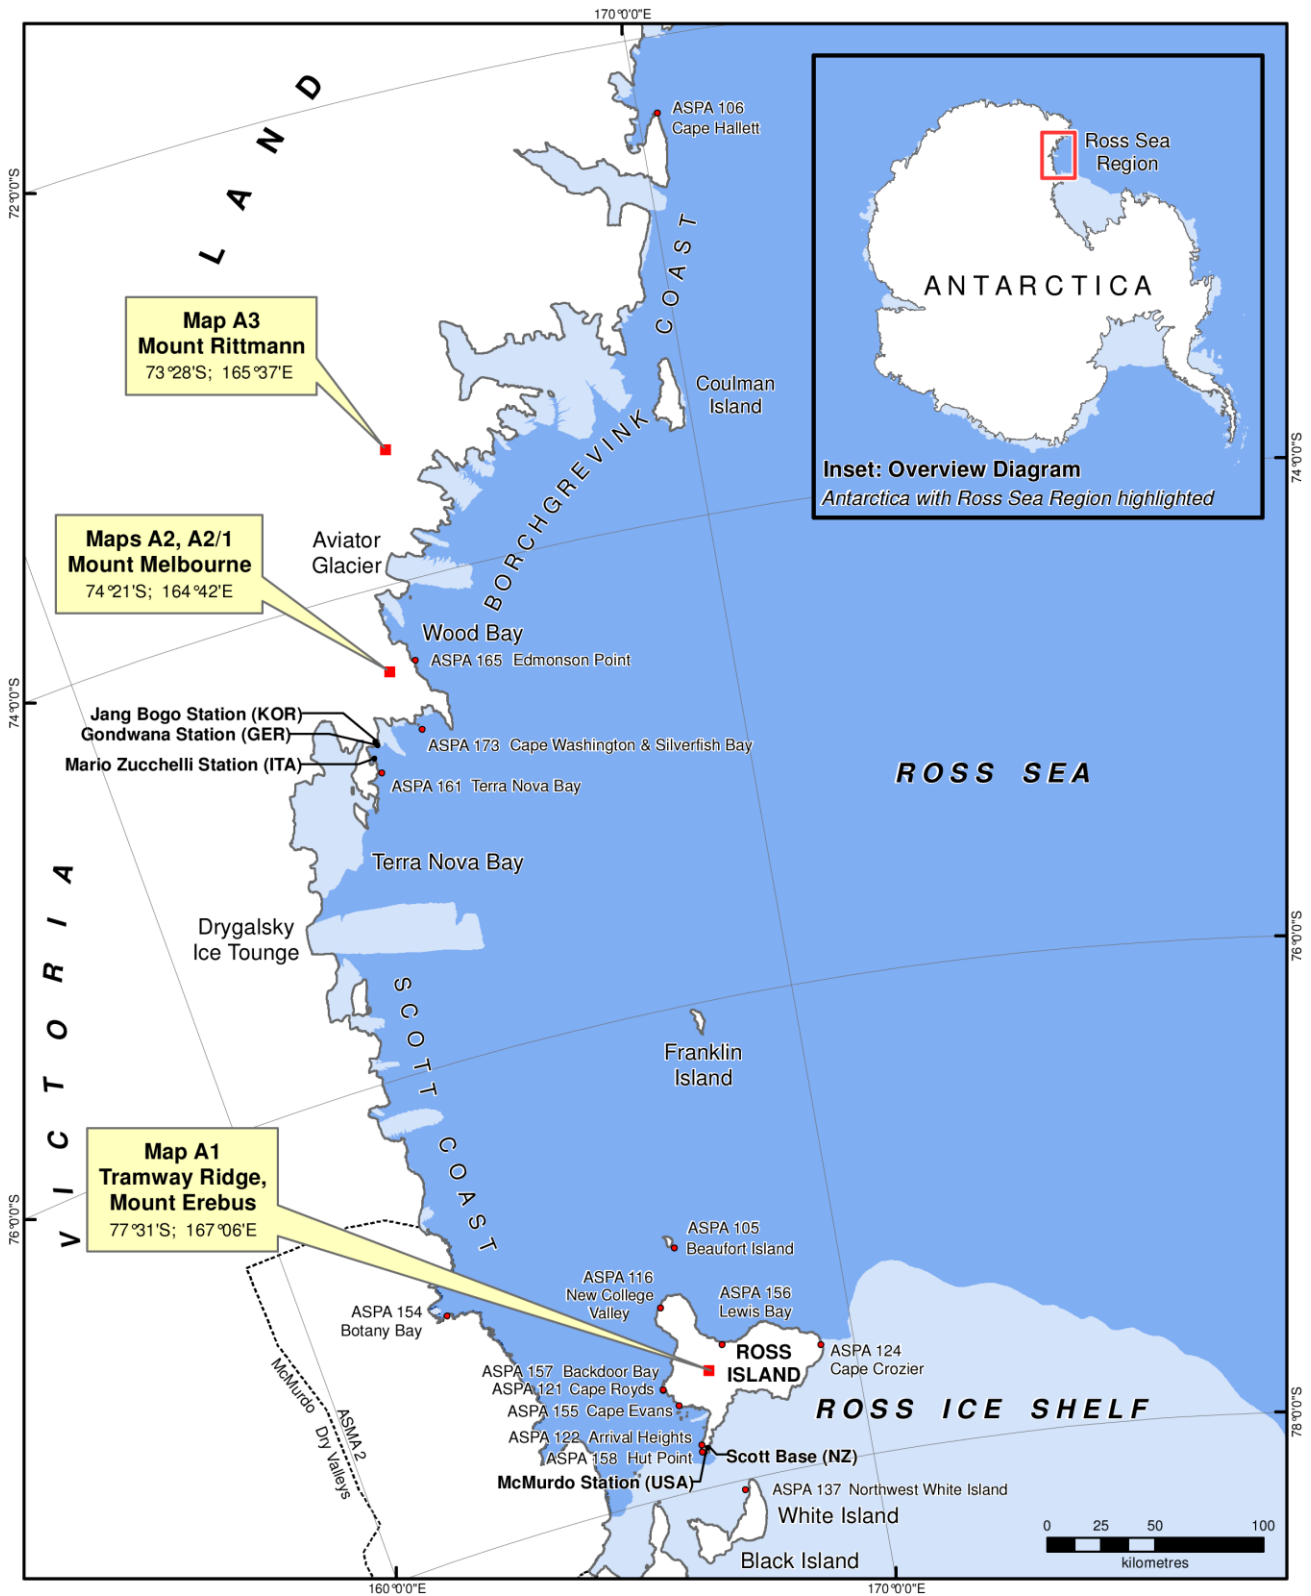 170°0'0"E
72°0'0"S
LAND
ASPA 106
Cape Hallett
Ross Sea
Region
ANTARCTICA
Inset: Overview Diagram
Antarctica with Ross Sea Region highlighted
Map A3
Mount Rittmann
73°28'S; 165°37'E
Coulman
Island
BORCHGREVINK COAST
74°0'0"S
Maps A2, A2/1
Mount Melbourne
74°21'S; 164°42'E
Aviator
Glacier
Wood Bay
ASPA 165 Edmonson Point
74°0'0"S
Jang Bogo Station (KOR)
Gondwana Station (GER)
Mario Zucchelli Station (ITA)
ASPA 173 Cape Washington & Silverfish Bay
ASPA 161 Terra Nova Bay
ROSS SEA
Terra Nova Bay
VICTORIA
Drygalsky
Ice Tounge
76°0'0"S
SCOTT COAST
Franklin
Island
Map A1
Tramway Ridge,
Mount Erebus
77°31'S; 167°06'E
76°0'0"S
ASPA 105
Beaufort Island
ASPA 116
New College
Valley
ASPA 156
Lewis Bay
ASPA 154
Botany Bay
ROSS
ISLAND
ASPA 124
Cape Crozier
ASPA 157 Backdoor Bay
ASPA 121 Cape Royds
ASPA 155 Cape Evans
ROSS ICE SHELF
78°0'0"S
ASPA 122 Arrival Heights
ASPA 158 Hut Point
Scott Base (NZ)
McMurdo Station (USA)
ASMA 2
McMurdo Dry Valleys
ASPA 137 Northwest White Island
White Island
Black Island
0 25 50 100
kilometres
160°0'0"E
170°0'0"E